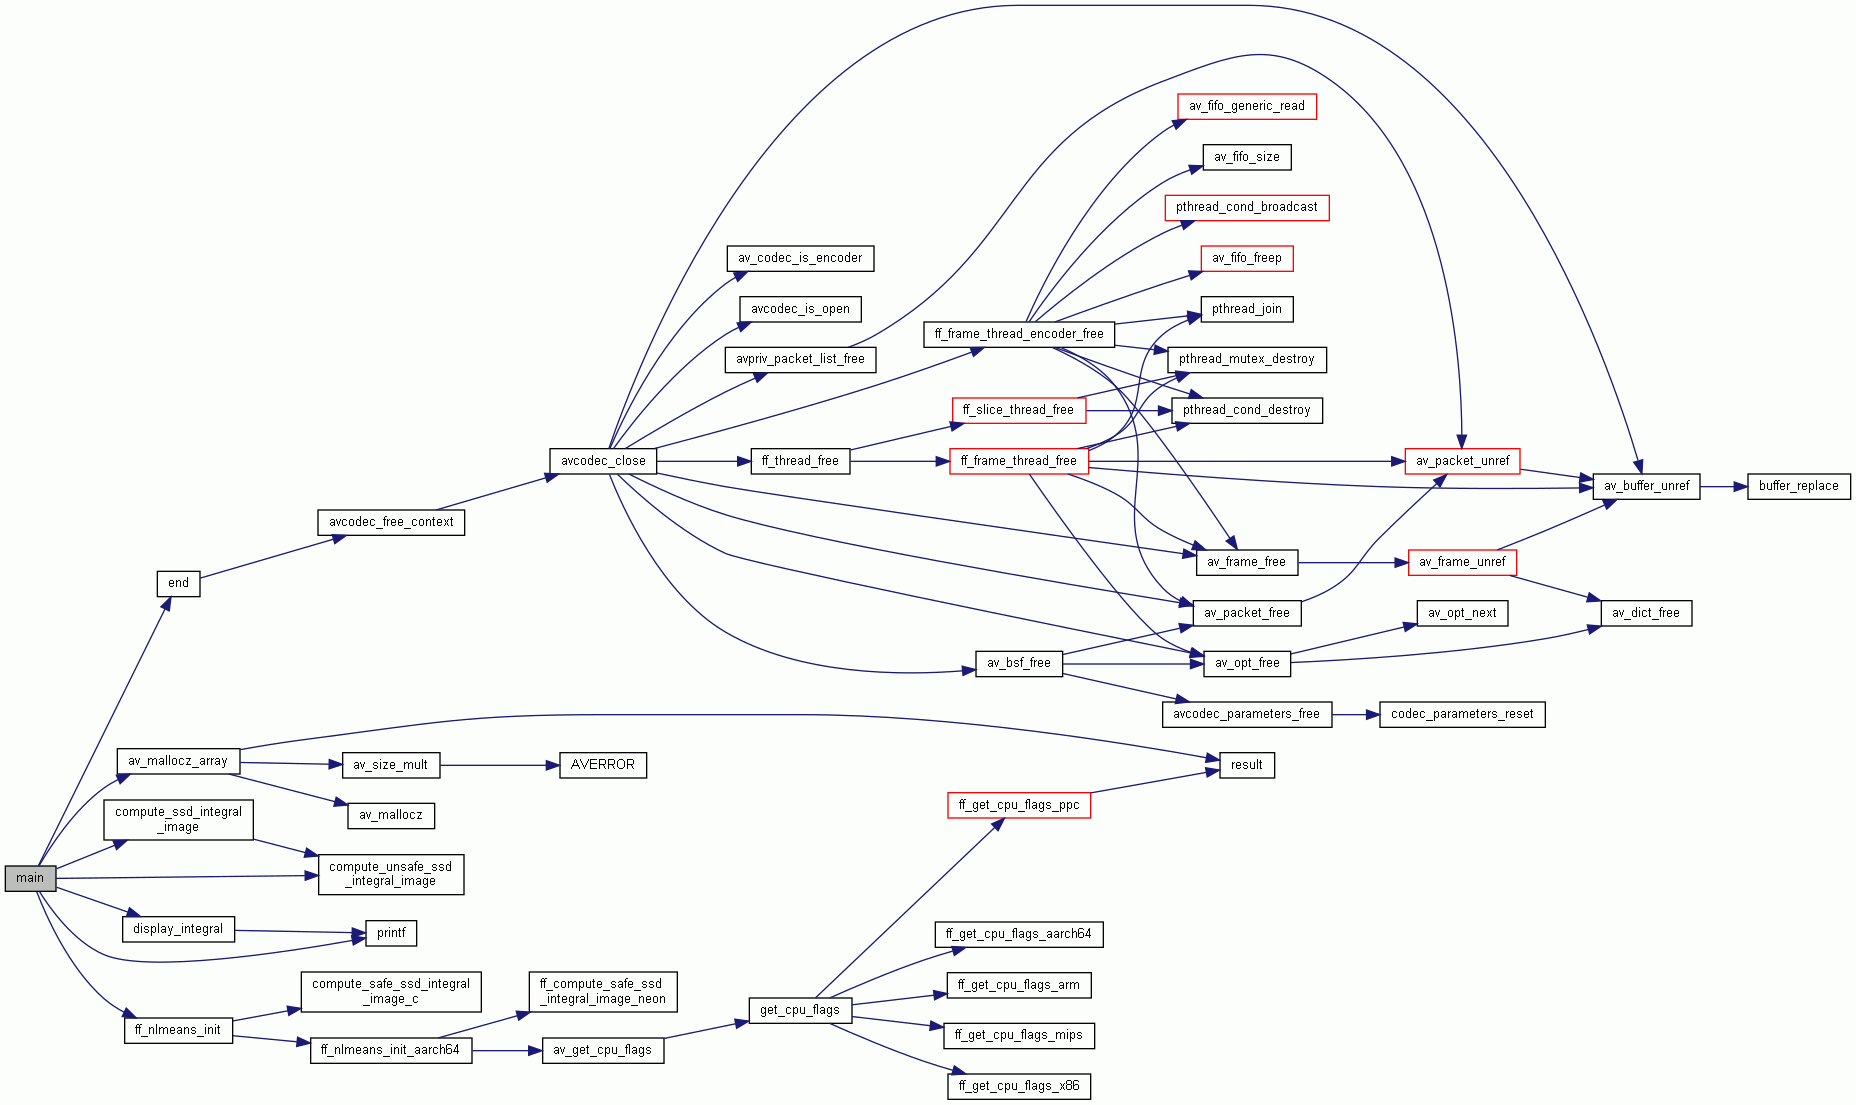 av_fifo_generic_read
av_fifo_size
pthread_cond_broadcast
av_codec_is_encoder
av_fifo_freep
avcodec_is_open
pthread_join
ff_frame_thread_encoder_free
avpriv_packet_list_free
pthread_mutex_destroy
ff_slice_thread_free
pthread_cond_destroy
avcodec_close
ff_thread_free
ff_frame_thread_free
av_packet_unref
av_buffer_unref
buffer_replace
avcodec_free_context
av_frame_free
av_frame_unref
end
av_packet_free
av_opt_next
av_dict_free
av_bsf_free
av_opt_free
avcodec_parameters_free
codec_parameters_reset
av_mallocz_array
av_size_mult
AVERROR
result
ff_get_cpu_flags_ppc
compute_ssd_integral
_image
av_mallocz
main
compute_unsafe_ssd
_integral_image
display_integral
printf
ff_get_cpu_flags_aarch64
compute_safe_ssd_integral
_image_c
ff_compute_safe_ssd
_integral_image_neon
ff_get_cpu_flags_arm
get_cpu_flags
ff_nlmeans_init
ff_get_cpu_flags_mips
ff_nlmeans_init_aarch64
av_get_cpu_flags
ff_get_cpu_flags_x86